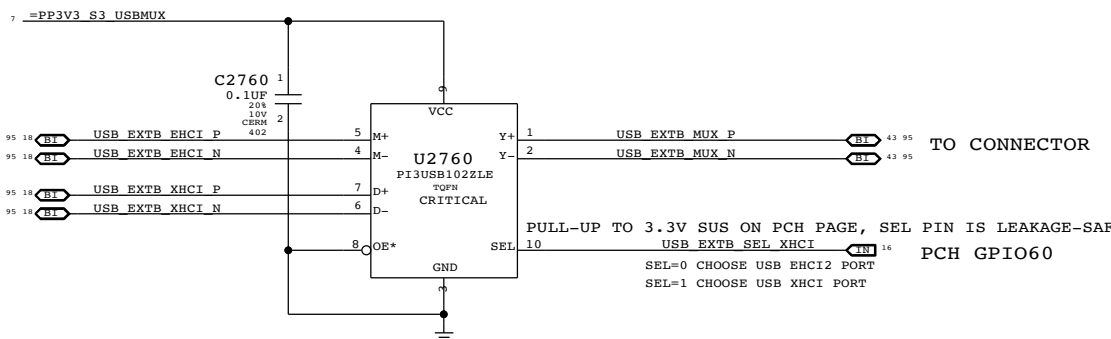 7 =PP3V3_S3_USBMUX
C2760 1
0.1UF
20%
10V
CERM
402
2
9
VCC
95 18 BI USB_EXTB_EHCI_P 5 M+
95 18 BI USB_EXTB_EHCI_N 4 M-
95 18 BI USB_EXTB_XHCI_P 7 D+
95 18 BI USB_EXTB_XHCI_N 6 D-
U2760
PI3USB102ZLE
TQFN
CRITICAL
Y+ 1 USB_EXTB_MUX_P BI 43 95
Y- 2 USB_EXTB_MUX_N BI 43 95
TO CONNECTOR
PULL-UP TO 3.3V SUS ON PCH PAGE, SEL PIN IS LEAKAGE-SAF
8 OE*
SEL 10 USB_EXTB_SEL_XHCI IN 16
PCH GPIO60
SEL=0 CHOOSE USB EHCI2 PORT
SEL=1 CHOOSE USB XHCI PORT
GND
3